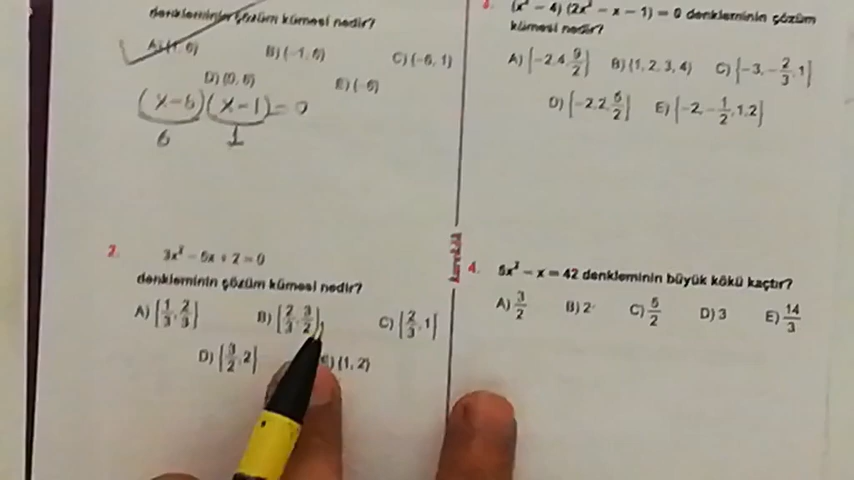 denkleminin çözüm kümesi nedir?
A) {1, 6} B) {-1, 6} C) {-6, 1}
D) {0, 6} E) {-6}
(x-6)(x-1)=0
6 1
2. 3x² - 5x + 2 = 0
denkleminin çözüm kümesi nedir?
A) {1/3, 2/3} B) {2/3, 3/2} C) {2/3, 1}
D) {3/2, 2} E) {1, 2}
karekök
3. (x² - 4) (2x² - x - 1) = 0 denkleminin çözüm
kümesi nedir?
A) {-2, 4, 9/2} B) {1, 2, 3, 4} C) {-3, -2/3, 1}
D) {-2, 2, 5/2} E) {-2, -1/2, 1, 2}
4. x² - x = 42 denkleminin büyük kökü kaçtır?
A) 3/2 B) 2 C) 5/2 D) 3 E) 14/3